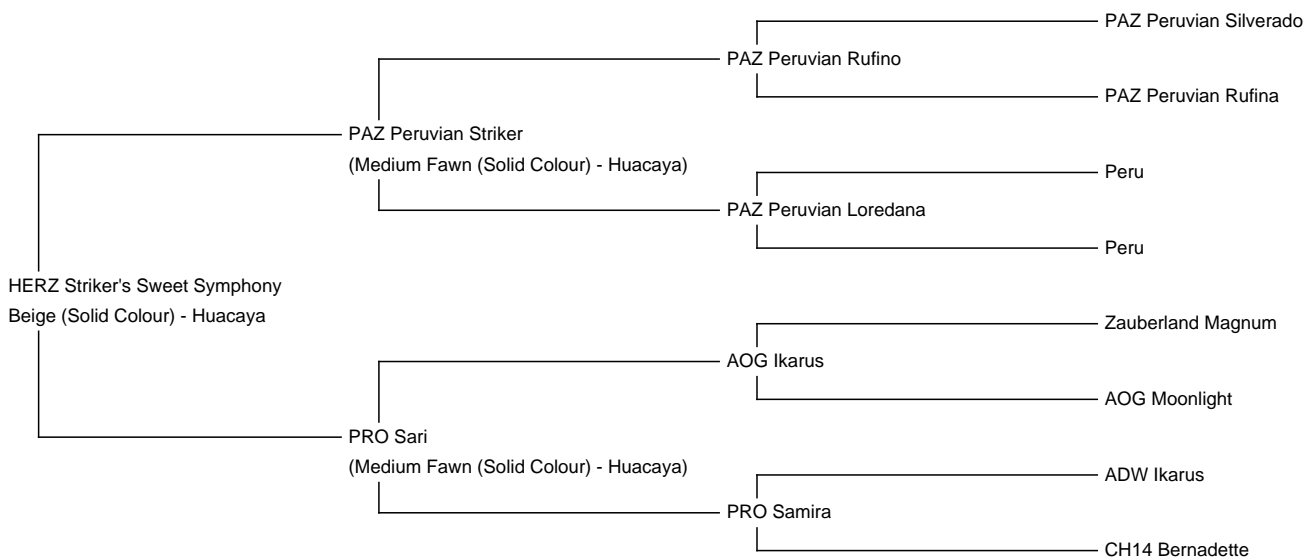 PAZ Peruvian Silverado
PAZ Peruvian Rufino
PAZ Peruvian Rufina
PAZ Peruvian Striker
(Medium Fawn (Solid Colour) - Huacaya)
Peru
PAZ Peruvian Loredana
Peru
HERZ Striker's Sweet Symphony
Beige (Solid Colour) - Huacaya
Zauberland Magnum
AOG Ikarus
AOG Moonlight
PRO Sari
(Medium Fawn (Solid Colour) - Huacaya)
ADW Ikarus
PRO Samira
CH14 Bernadette